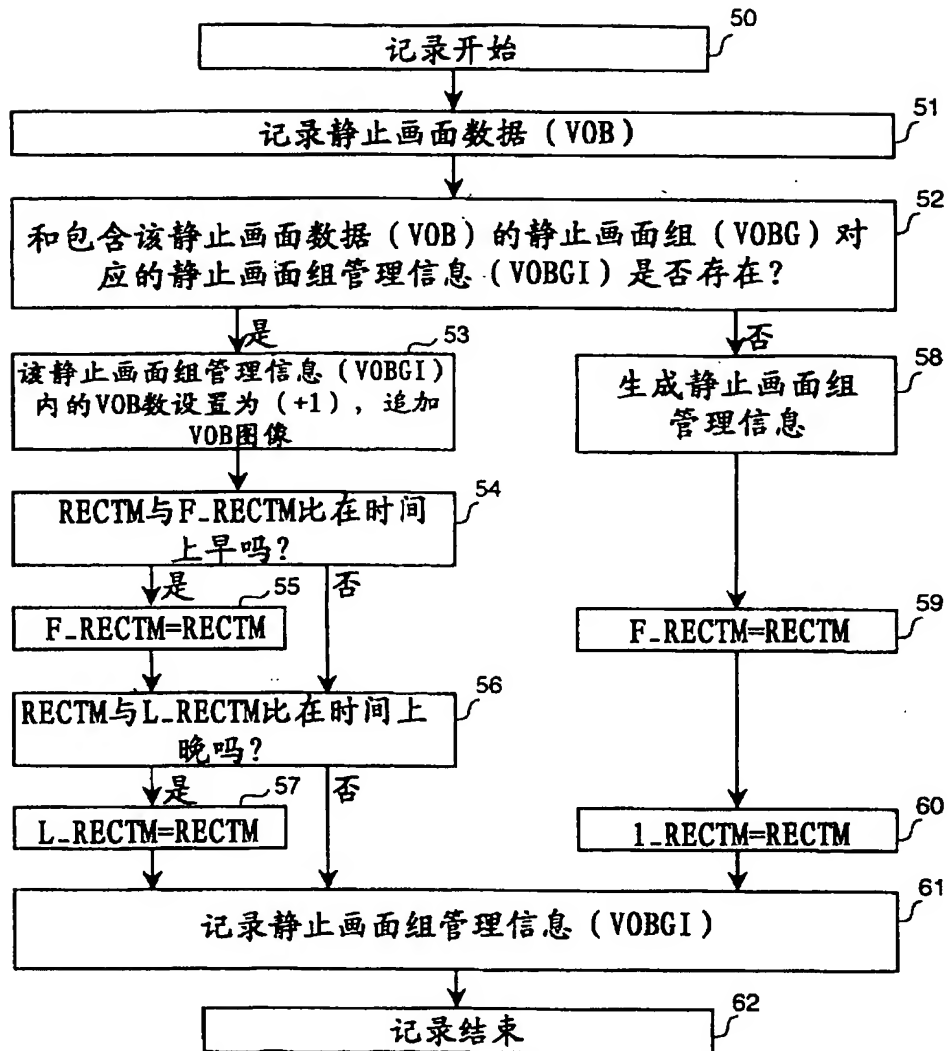 50
记录开始
51
记录静止画面数据（VOB）
52
和包含该静止画面数据（VOB）的静止画面组（VOBG）对
应的静止画面组管理信息（VOBGI）是否存在？
是
否
53
该静止画面组管理信息（VOBGI）
内的VOB数设置为（+1），追加
VOB图像
58
生成静止画面组
管理信息
54
RECTM与F_RECTM比在时间
上早吗？
是
否
55
F_RECTM=RECTM
59
F_RECTM=RECTM
56
RECTM与L_RECTM比在时间上
晚吗？
是
否
57
L_RECTM=RECTM
60
l_RECTM=RECTM
61
记录静止画面组管理信息（VOBGI）
62
记录结束